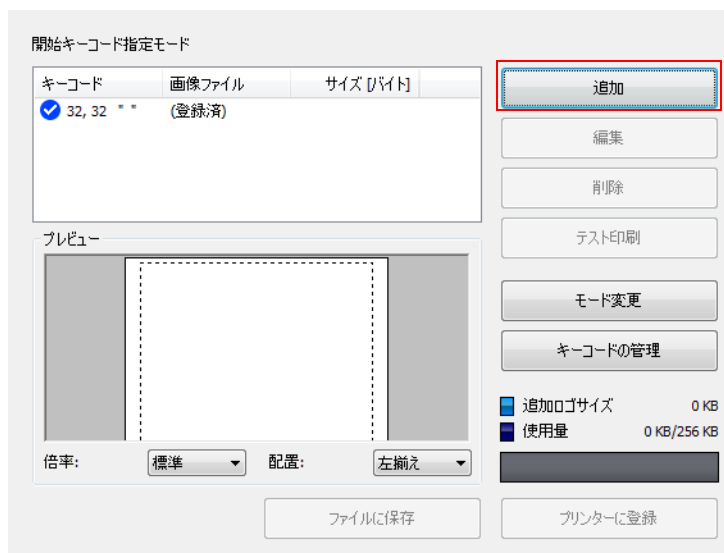 開始キーコード指定モード
キーコード 画像ファイル サイズ [バイト]
32, 32 " " (登録済)
追加
編集
削除
テスト印刷
プレビュー
モード変更
キーコードの管理
追加ロゴサイズ 0 KB
使用量 0 KB/256 KB
倍率: 標準 配置: 左揃え
ファイルに保存
プリンターに登録